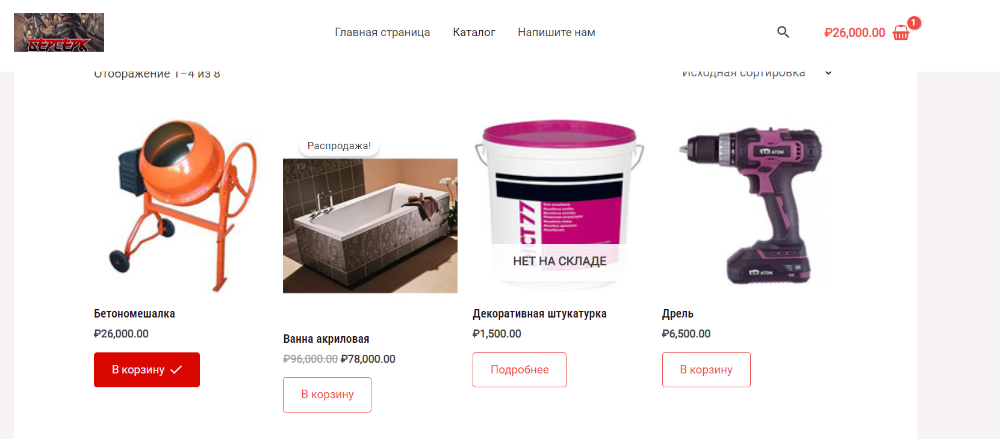 БЕРСЕРК
Главная страница
Каталог
Напишите нам
₽26,000.00
1
Отображение 1–4 из 8
Исходная сортировка
Распродажа!
CT 77
НЕТ НА СКЛАДЕ
ATOM
ATOM
Бетономешалка
₽26,000.00
В корзину
Ванна акриловая
₽96,000.00 ₽78,000.00
В корзину
Декоративная штукатурка
₽1,500.00
Подробнее
Дрель
₽6,500.00
В корзину